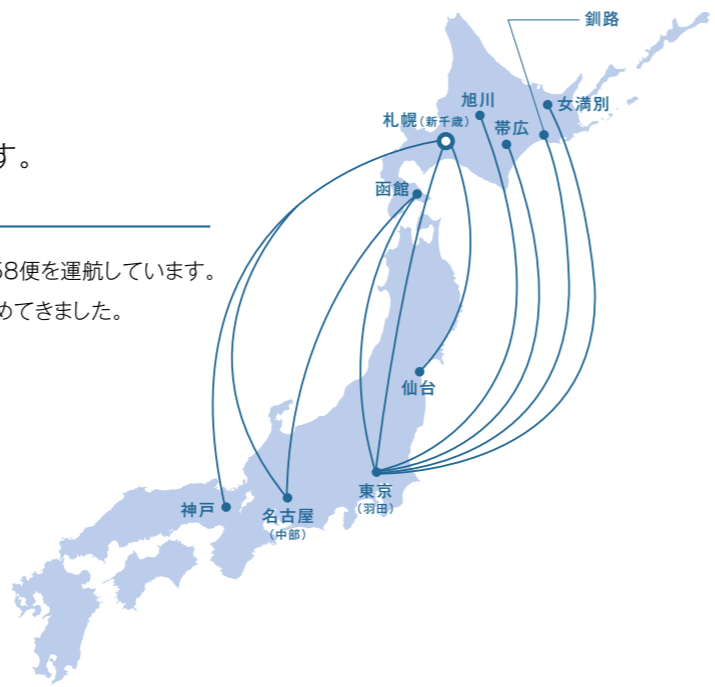 す。
58便を運航しています。
めてきました。
釧路
旭川
女満別
札幌(新千歳)
帯広
函館
仙台
東京
(羽田)
神戸
名古屋
(中部)